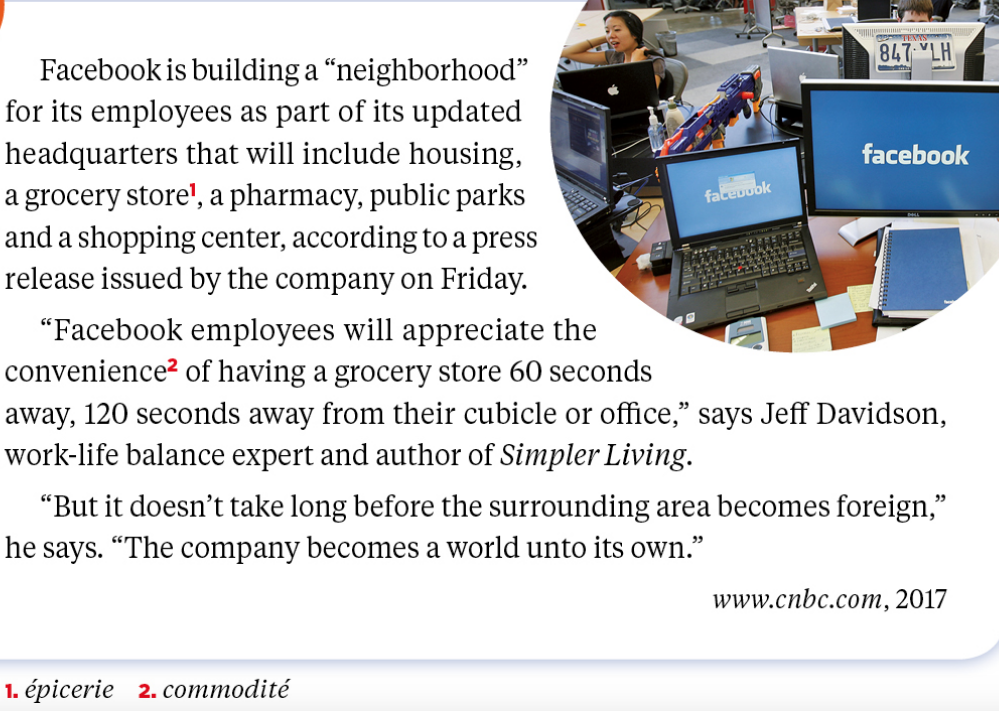 Facebook is building a “neighborhood”
for its employees as part of its updated
headquarters that will include housing,
a grocery store¹, a pharmacy, public parks
and a shopping center, according to a press
release issued by the company on Friday.
“Facebook employees will appreciate the
convenience² of having a grocery store 60 seconds
away, 120 seconds away from their cubicle or office,” says Jeff Davidson,
work-life balance expert and author of Simpler Living.
“But it doesn’t take long before the surrounding area becomes foreign,”
he says. “The company becomes a world unto its own.”
www.cnbc.com, 2017
1. épicerie 2. commodité
TEXAS
847 XLH
facebook
DELL
facebook